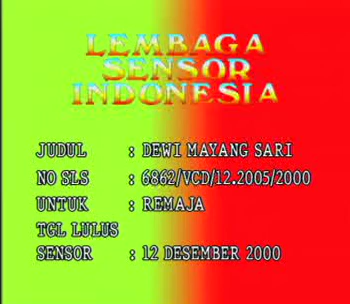 LEMBAGA
SENSOR
INDONESIA
JUDUL : DEWI MAYANG SARI
NO SLS : 6862/VCD/12.2005/2000
UNTUK : REMAJA
TGL LULUS
SENSOR : 12 DESEMBER 2000